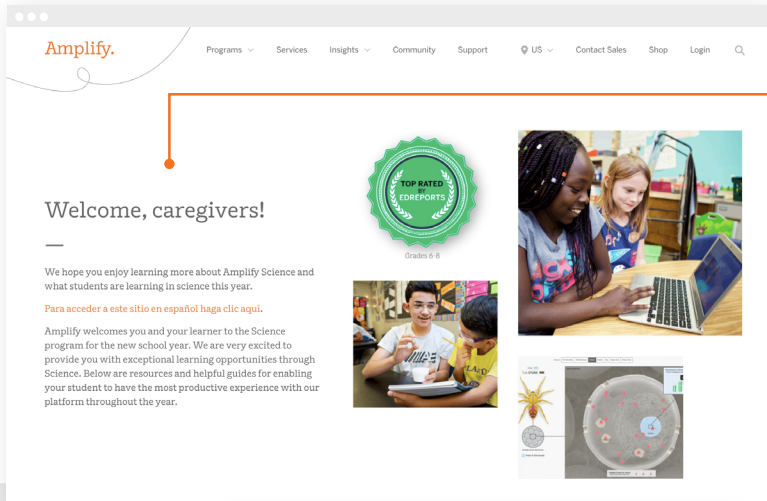 Amplify.
Programs
Services
Insights
Community
Support
US
Contact Sales
Shop
Login
TOP RATED
BY
EDREPORTS
Grades 6-8
Welcome, caregivers!
We hope you enjoy learning more about Amplify Science and
what students are learning in science this year.
Para acceder a este sitio en español haga clic aquí.
Amplify welcomes you and your learner to the Science
program for the new school year. We are very excited to
provide you with exceptional learning opportunities through
Science. Below are resources and helpful guides for enabling
your student to have the most productive experience with our
platform throughout the year.